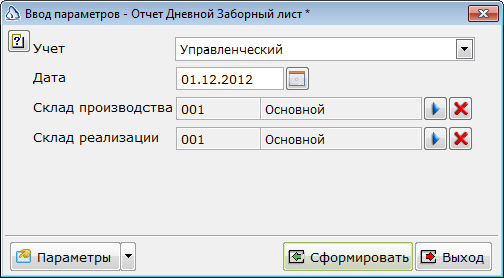 Ввод параметров - Отчет Дневной Заборный лист *
Учет Управленческий
Дата 01.12.2012
Склад производства 001 Основной
Склад реализации 001 Основной
Параметры Сформировать Выход